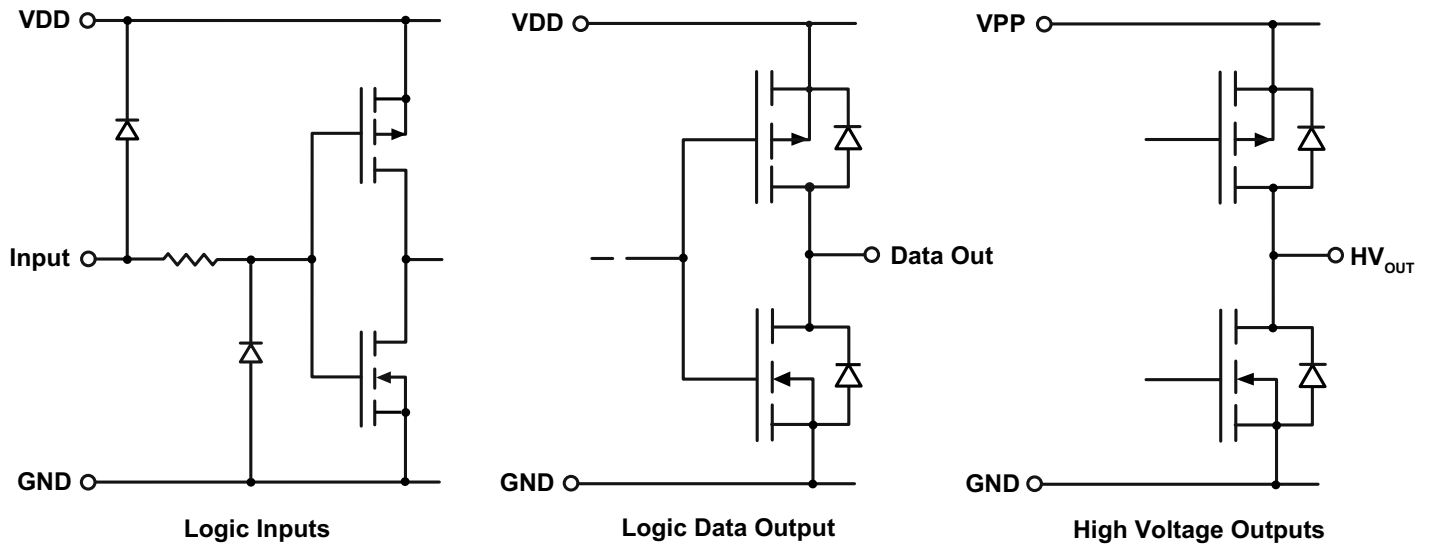 VDD
Input
GND
Logic Inputs
VDD
Data Out
GND
Logic Data Output
VPP
HVOUT
GND
High Voltage Outputs